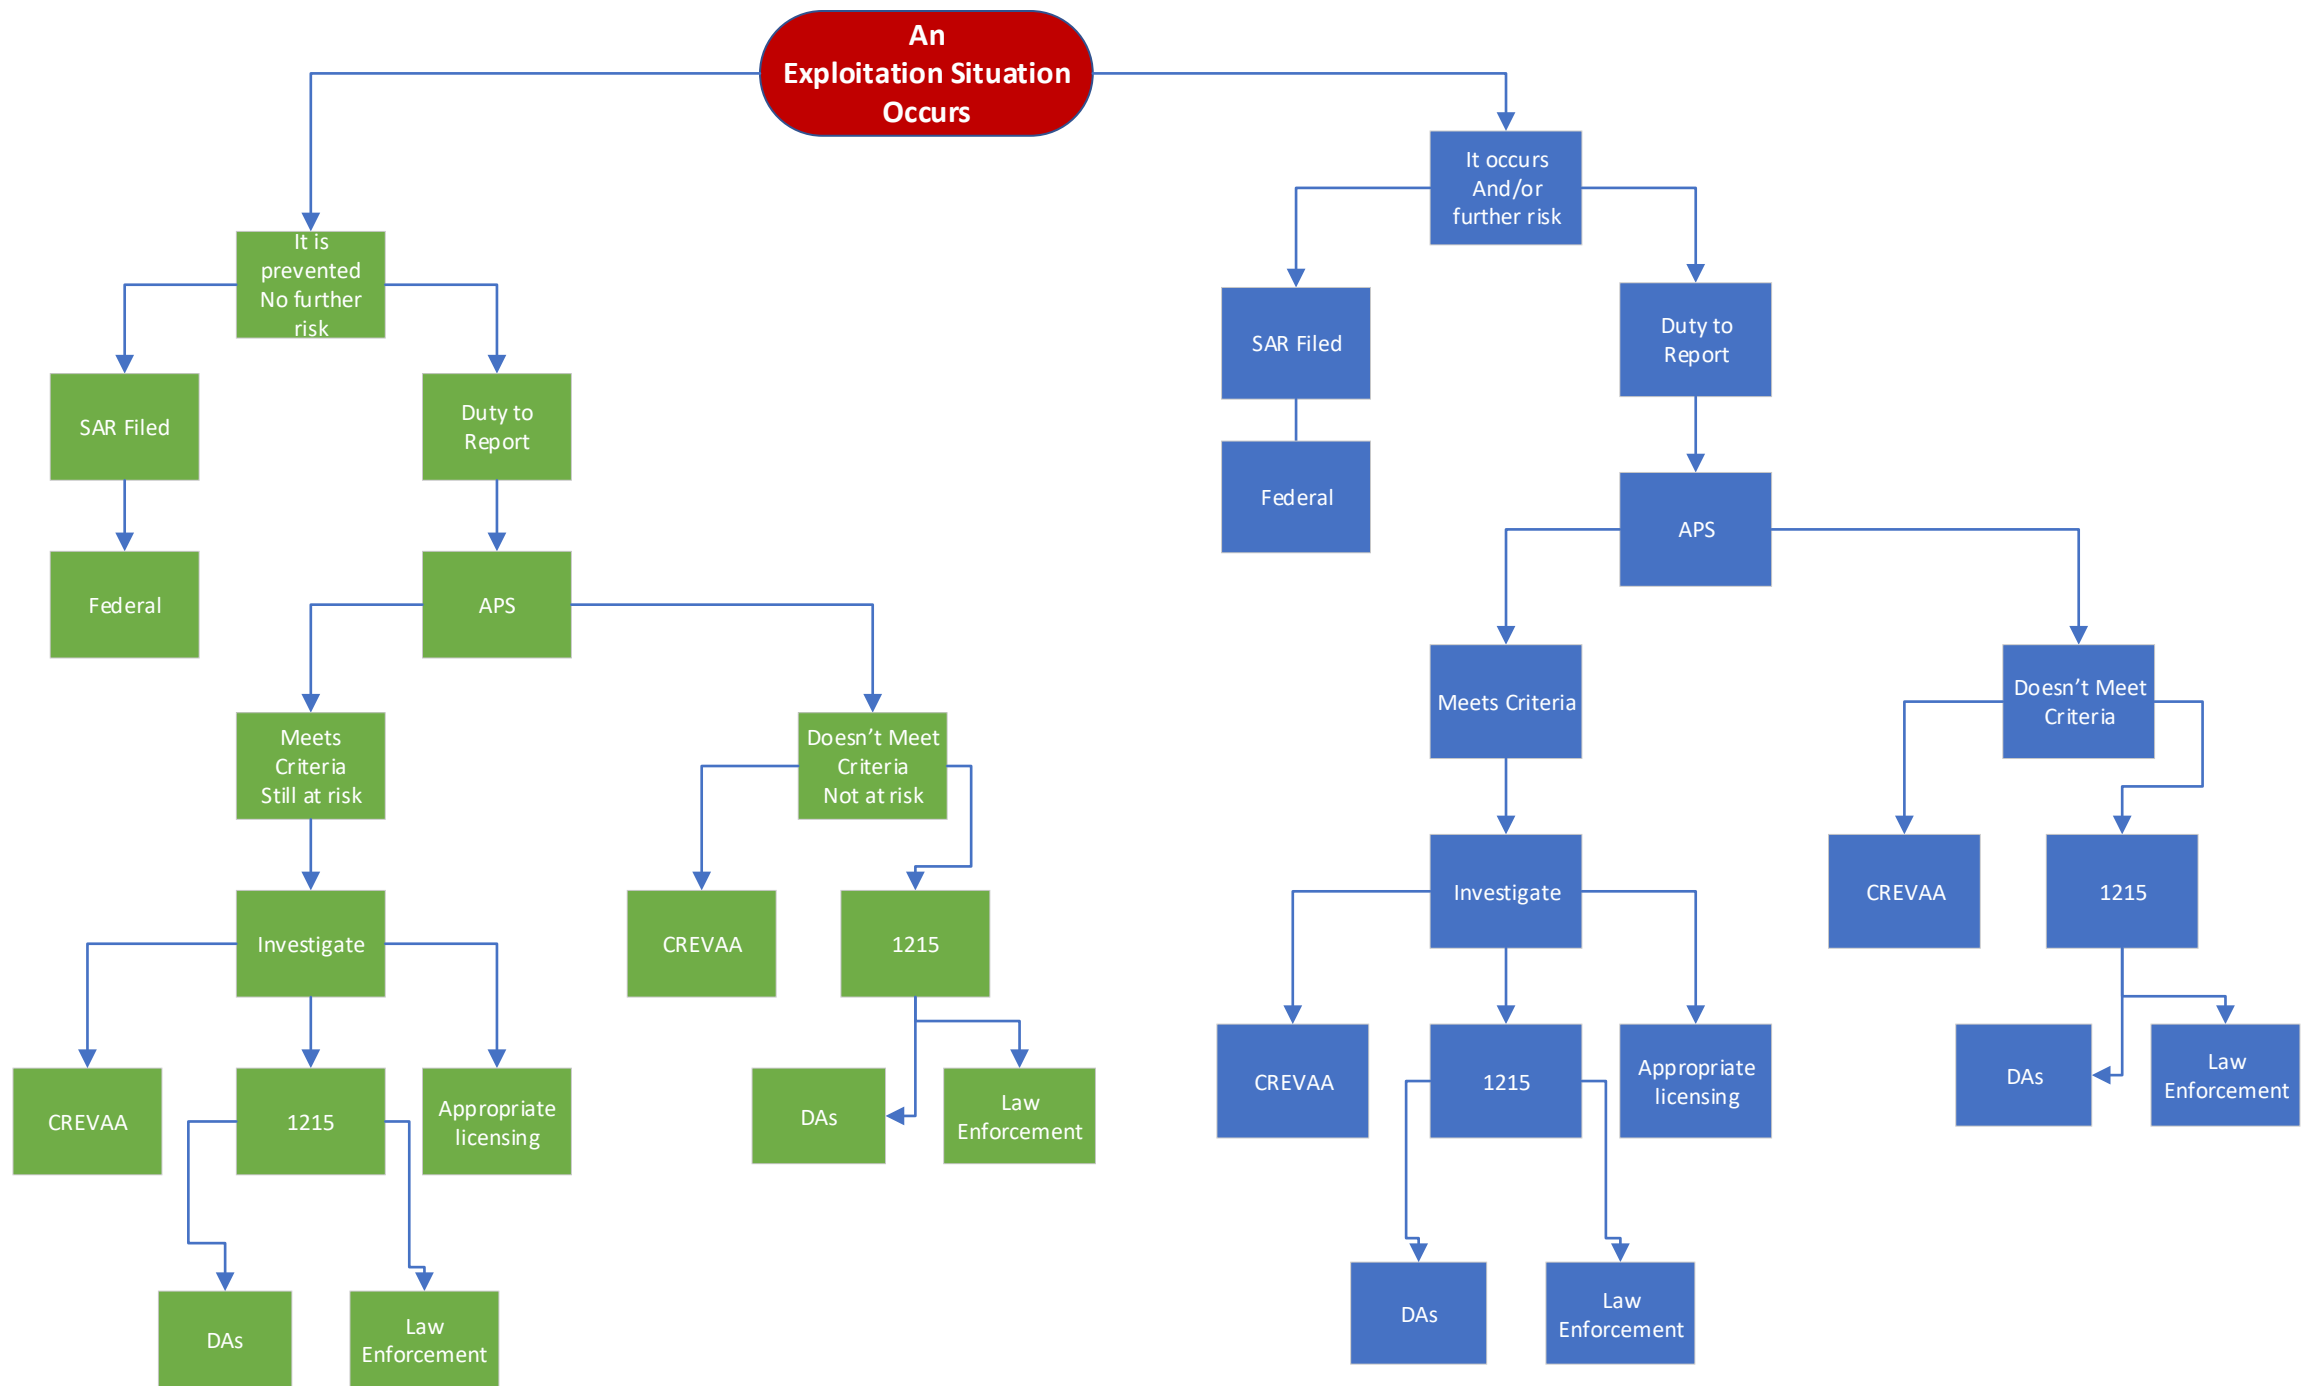 An
Exploitation Situation
Occurs
It occurs
And/or
further risk
It is
prevented
No further
risk
SAR Filed
Duty to
Report
SAR Filed
Duty to
Report
Federal
APS
Federal
APS
Meets
Criteria
Still at risk
Doesn’t Meet
Criteria
Not at risk
Meets Criteria
Doesn’t Meet
Criteria
Investigate
CREVAA
1215
Investigate
CREVAA
1215
CREVAA
1215
Appropriate
licensing
DAs
Law
Enforcement
CREVAA
1215
Appropriate
licensing
DAs
Law
Enforcement
DAs
Law
Enforcement
DAs
Law
Enforcement